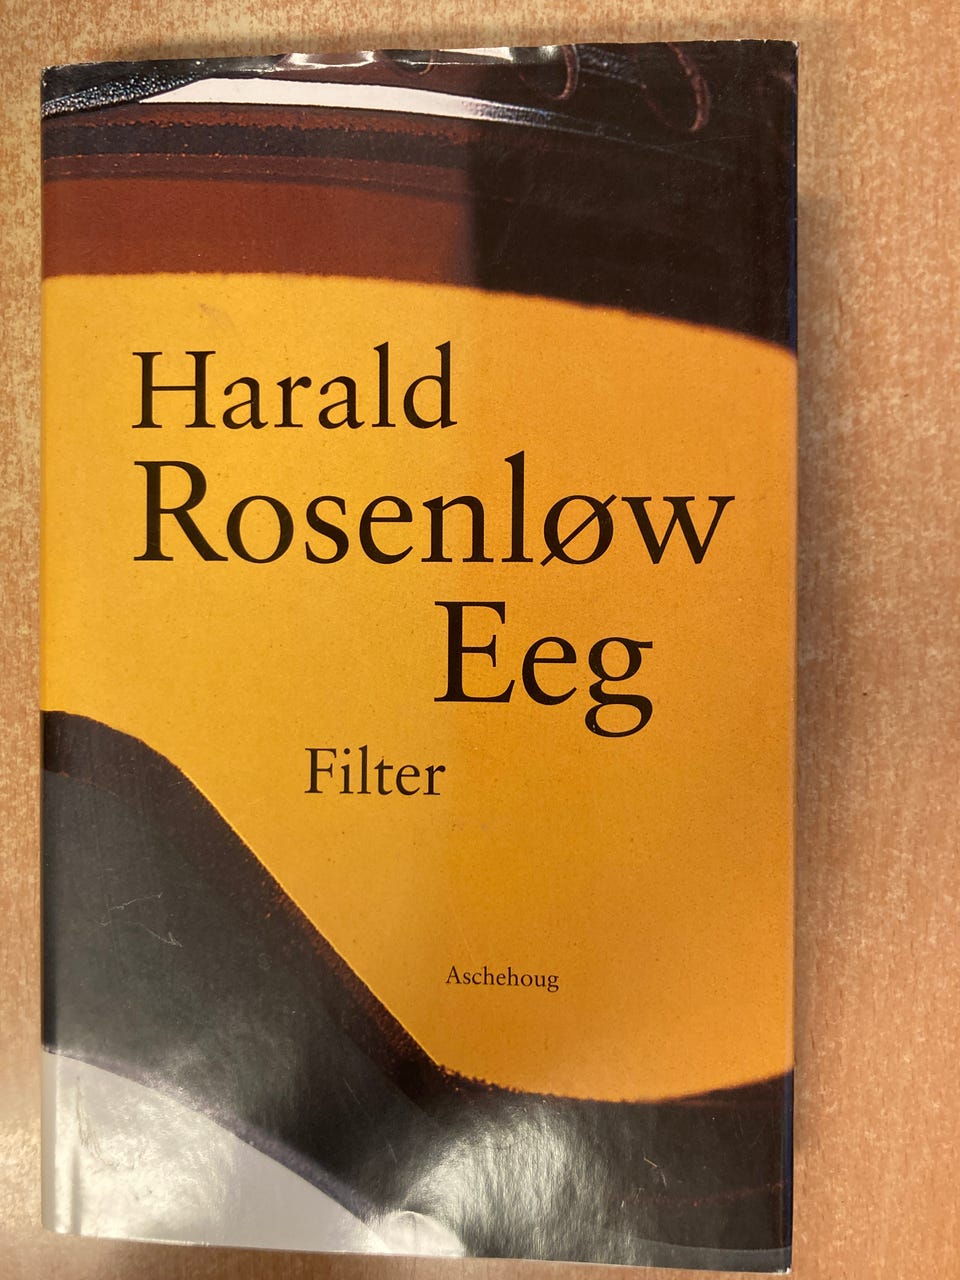 Harald
Rosenløw
Eeg
Filter
Aschehoug